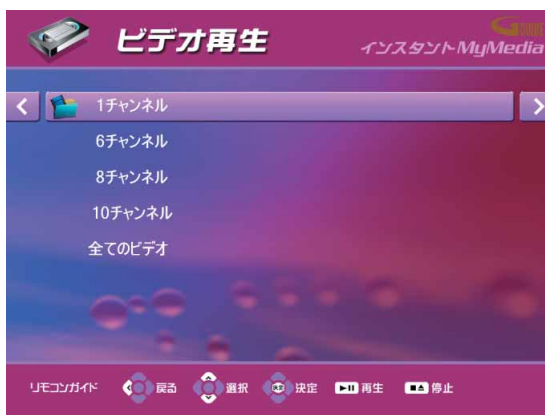 ビデオ再生
G GUIDE
インスタントMyMedia
1チャンネル
6チャンネル
8チャンネル
10チャンネル
全てのビデオ
リモコンガイド 戻る 選択 決定 決定 再生 停止